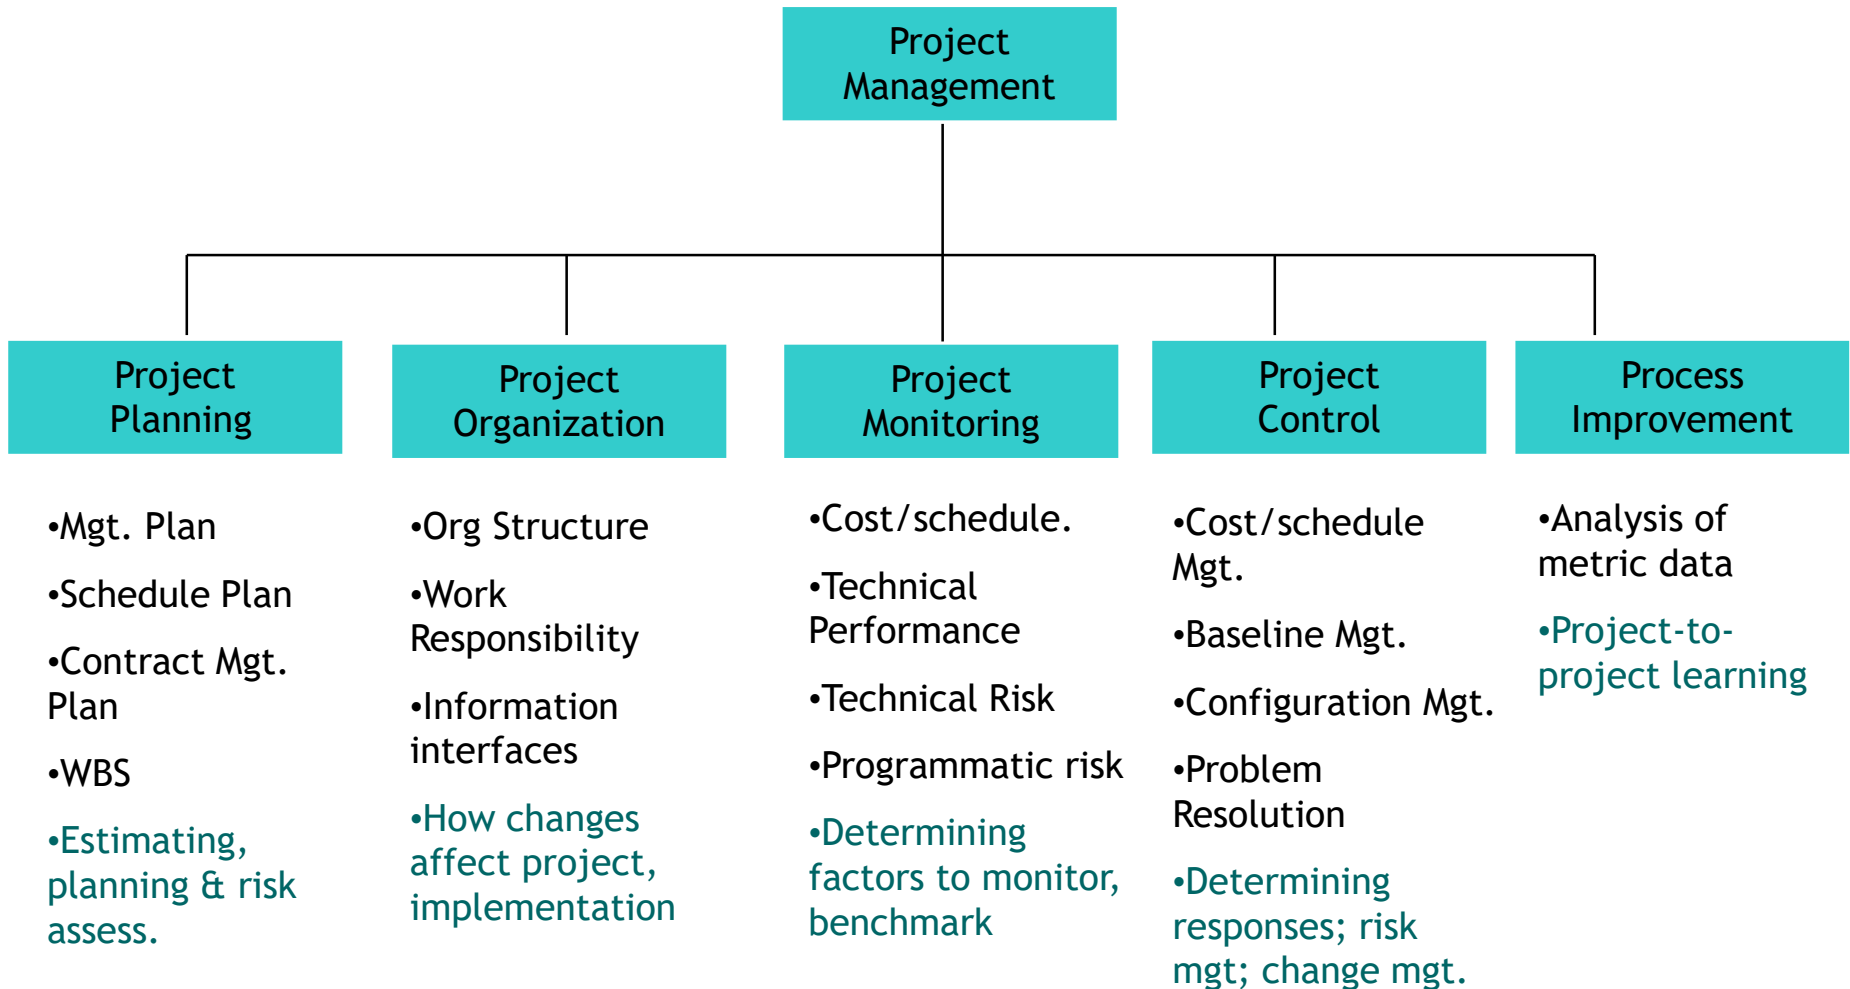 Project
Management
Project
Planning
Project
Organization
Project
Monitoring
Project
Control
Process
Improvement
•Mgt. Plan
•Schedule Plan
•Contract Mgt.
Plan
•WBS
•Estimating,
planning & risk
assess.
•Org Structure
•Work
Responsibility
•Information
interfaces
•How changes
affect project,
implementation
•Cost/schedule.
•Technical
Performance
•Technical Risk
•Programmatic risk
•Determining
factors to monitor,
benchmark
•Cost/schedule
Mgt.
•Baseline Mgt.
•Configuration Mgt.
•Problem
Resolution
•Determining
responses; risk
mgt; change mgt.
•Analysis of
metric data
•Project-to-
project learning